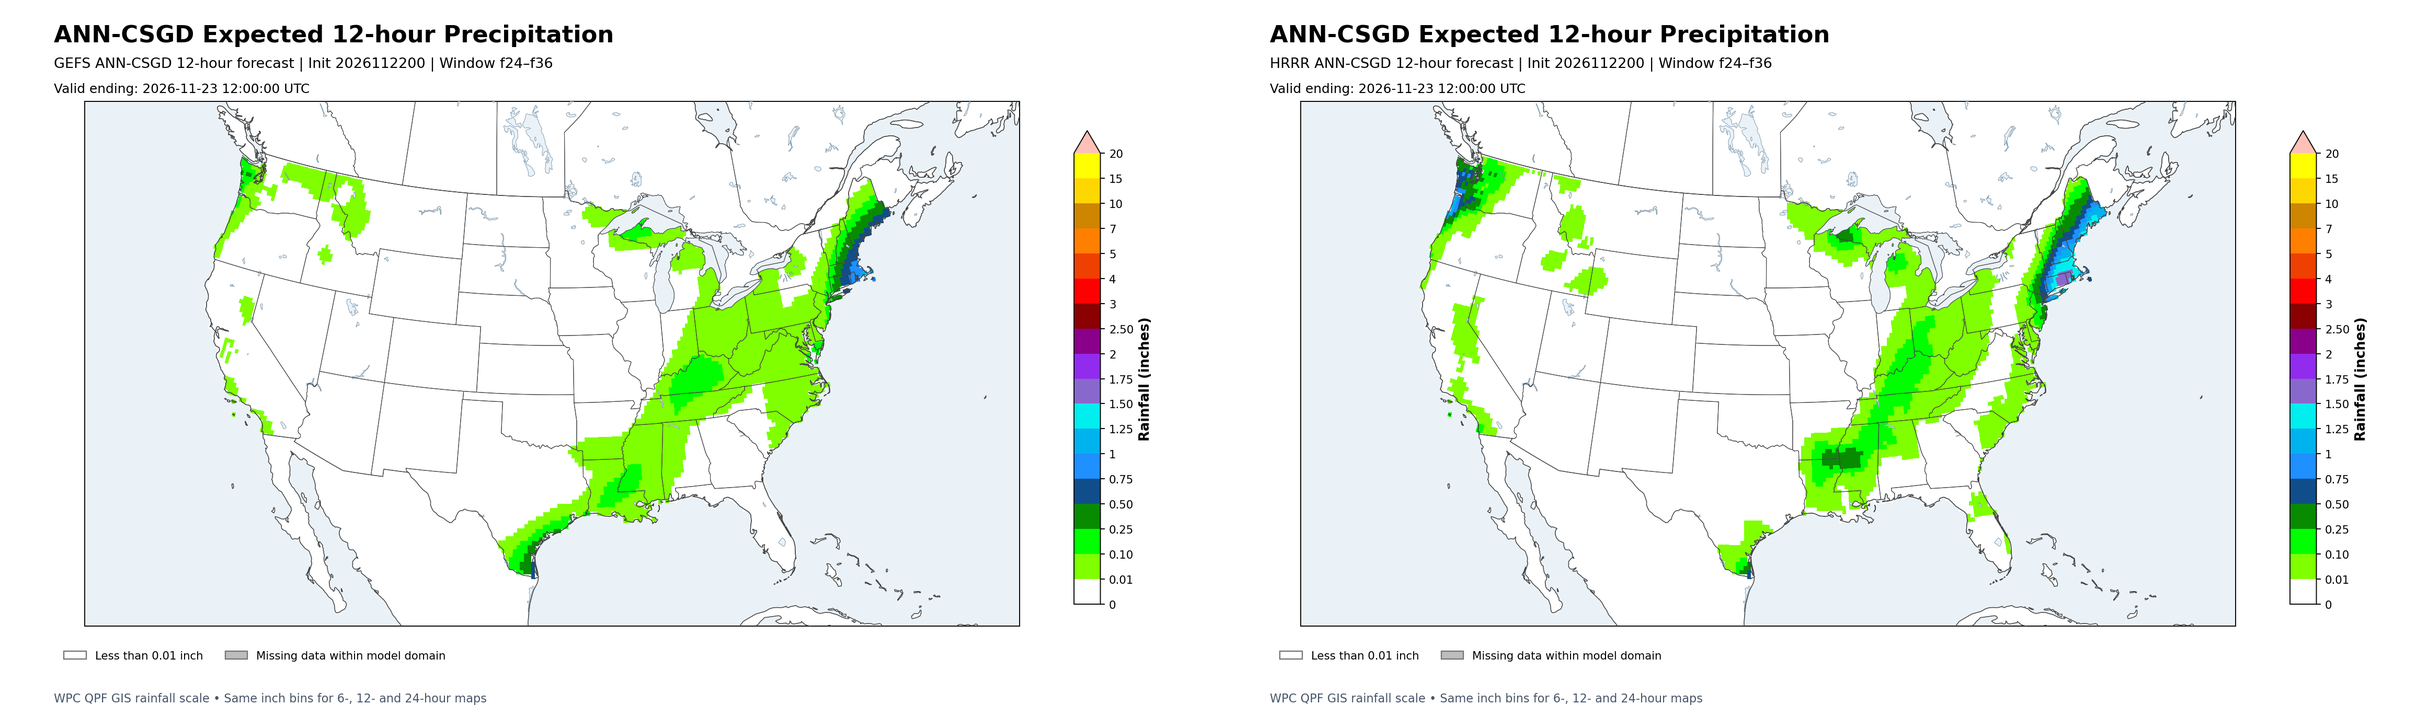 ANN-CSGD Expected 12-hour Precipitation
GEFS ANN-CSGD 12-hour forecast | Init 2026112200 | Window f24–f36
Valid ending: 2026-11-23 12:00:00 UTC
20
15
10
7
5
4
3
2.50
2
1.75
1.50
1.25
1
0.75
0.50
0.25
0.10
0.01
0
Rainfall (inches)
Less than 0.01 inch
Missing data within model domain
WPC QPF GIS rainfall scale • Same inch bins for 6-, 12- and 24-hour maps
ANN-CSGD Expected 12-hour Precipitation
HRRR ANN-CSGD 12-hour forecast | Init 2026112200 | Window f24–f36
Valid ending: 2026-11-23 12:00:00 UTC
20
15
10
7
5
4
3
2.50
2
1.75
1.50
1.25
1
0.75
0.50
0.25
0.10
0.01
0
Rainfall (inches)
Less than 0.01 inch
Missing data within model domain
WPC QPF GIS rainfall scale • Same inch bins for 6-, 12- and 24-hour maps